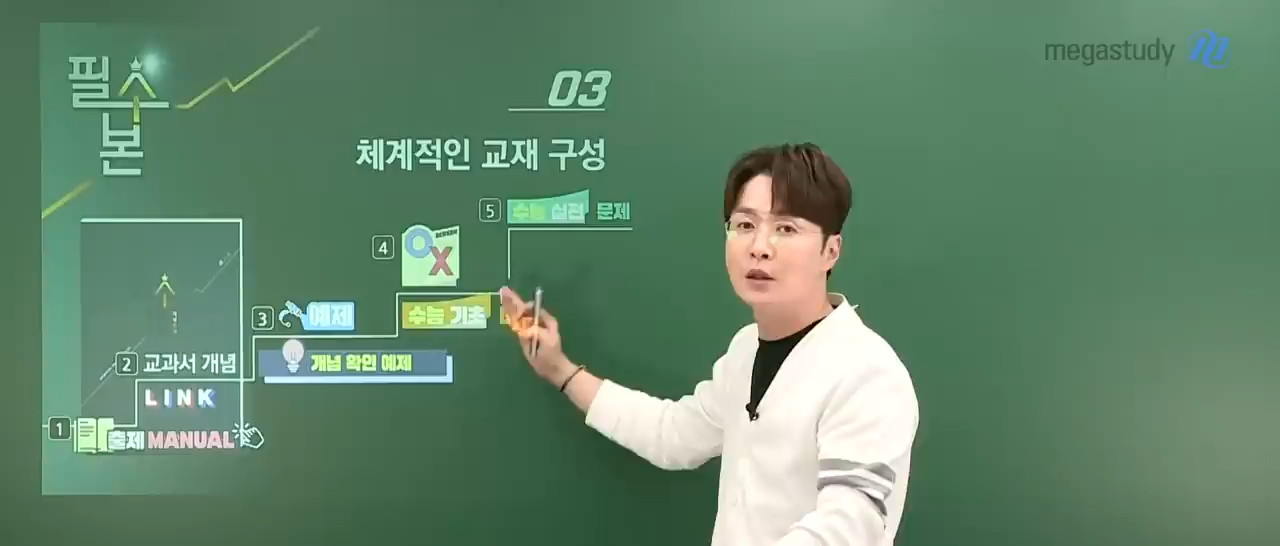 필수
본
megastudy
03
체계적인 교재 구성
5 수능 실전 문제
4 OX
수능 기초
3 예제
개념 확인 예제
2 교과서 개념
LINK
1 출제 MANUAL